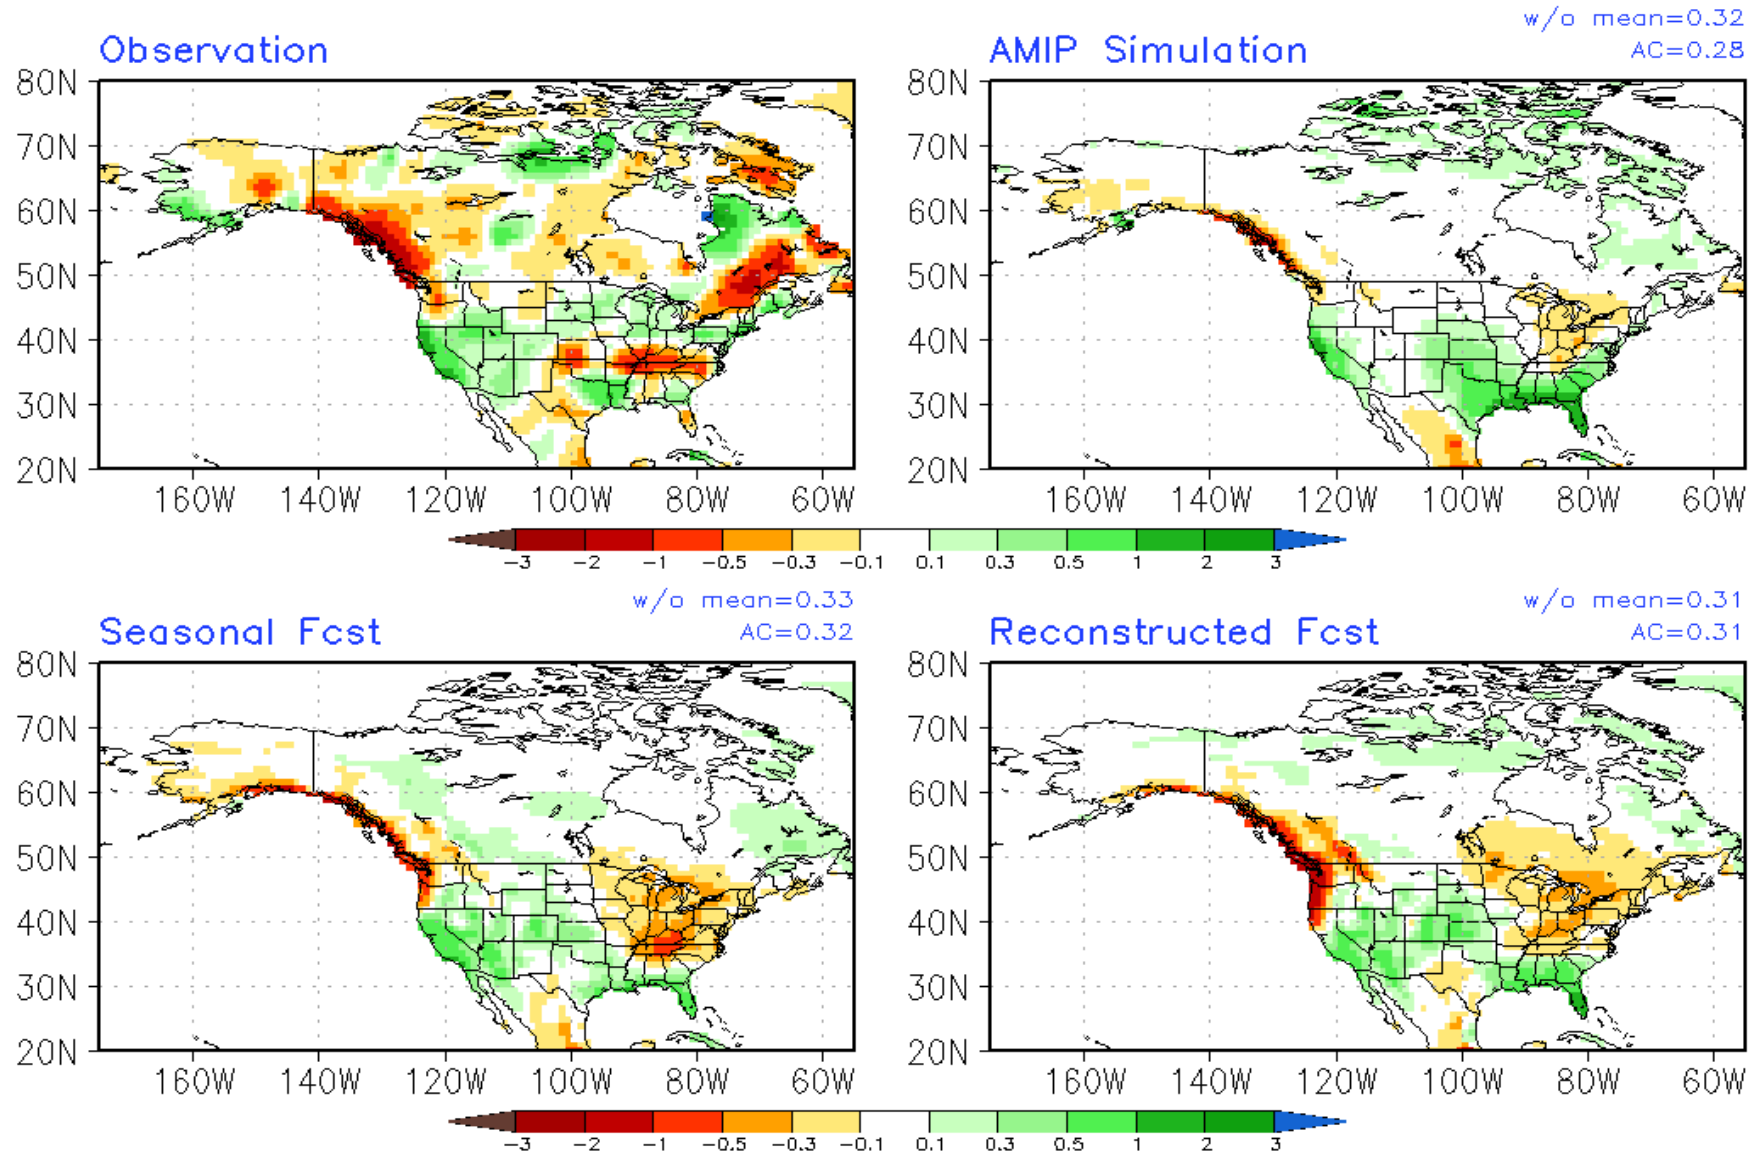 w/o mean=0.32
Observation
AMIP Simulation
AC=0.28
80N
70N
60N
50N
40N
30N
20N
160W 140W 120W 100W 80W 60W
80N
70N
60N
50N
40N
30N
20N
160W 140W 120W 100W 80W 60W
-3 -2 -1 -0.5 -0.3 -0.1 0.1 0.3 0.5 1 2 3
w/o mean=0.33
Seasonal Fcst
AC=0.32
w/o mean=0.31
Reconstructed Fcst
AC=0.31
80N
70N
60N
50N
40N
30N
20N
160W 140W 120W 100W 80W 60W
80N
70N
60N
50N
40N
30N
20N
160W 140W 120W 100W 80W 60W
-3 -2 -1 -0.5 -0.3 -0.1 0.1 0.3 0.5 1 2 3